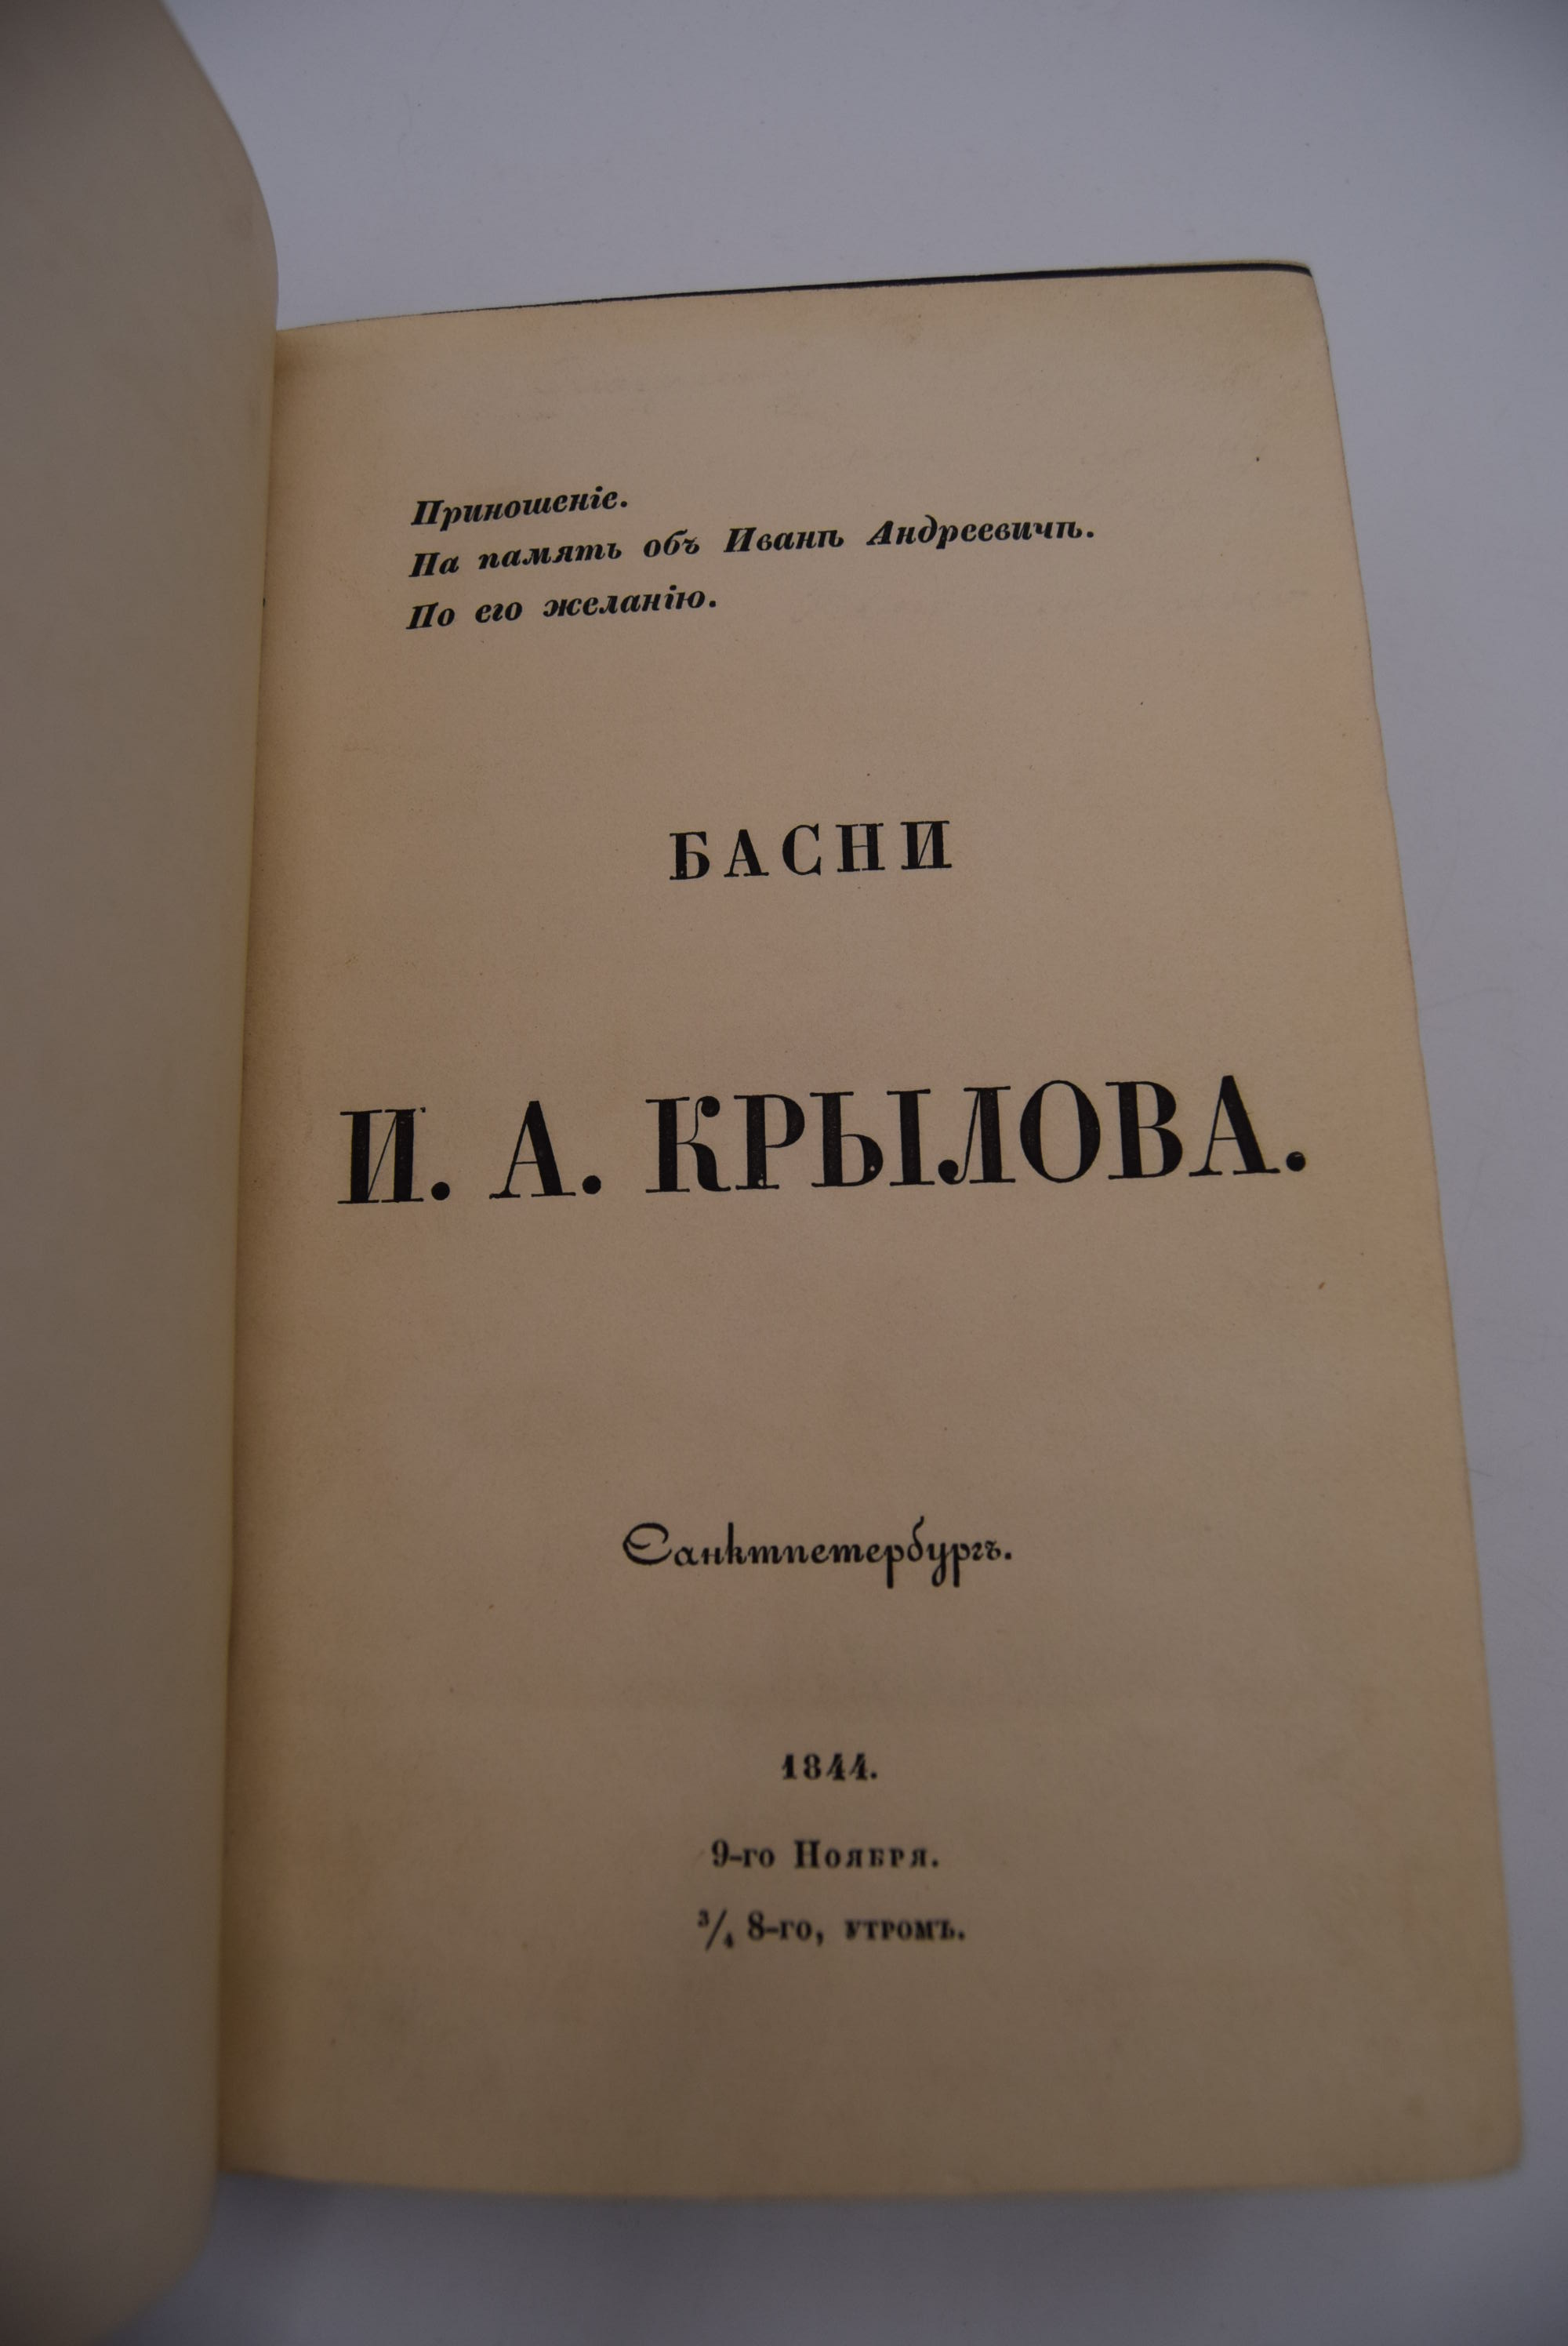 Приношеніе.
На память объ Иванѣ Андреевичѣ.
По его желанію.
БАСНИ
И. А. КРЫЛОВА.
Санктпетербургъ.
1844.
9-го Ноября.
3/4 8-го, утромъ.